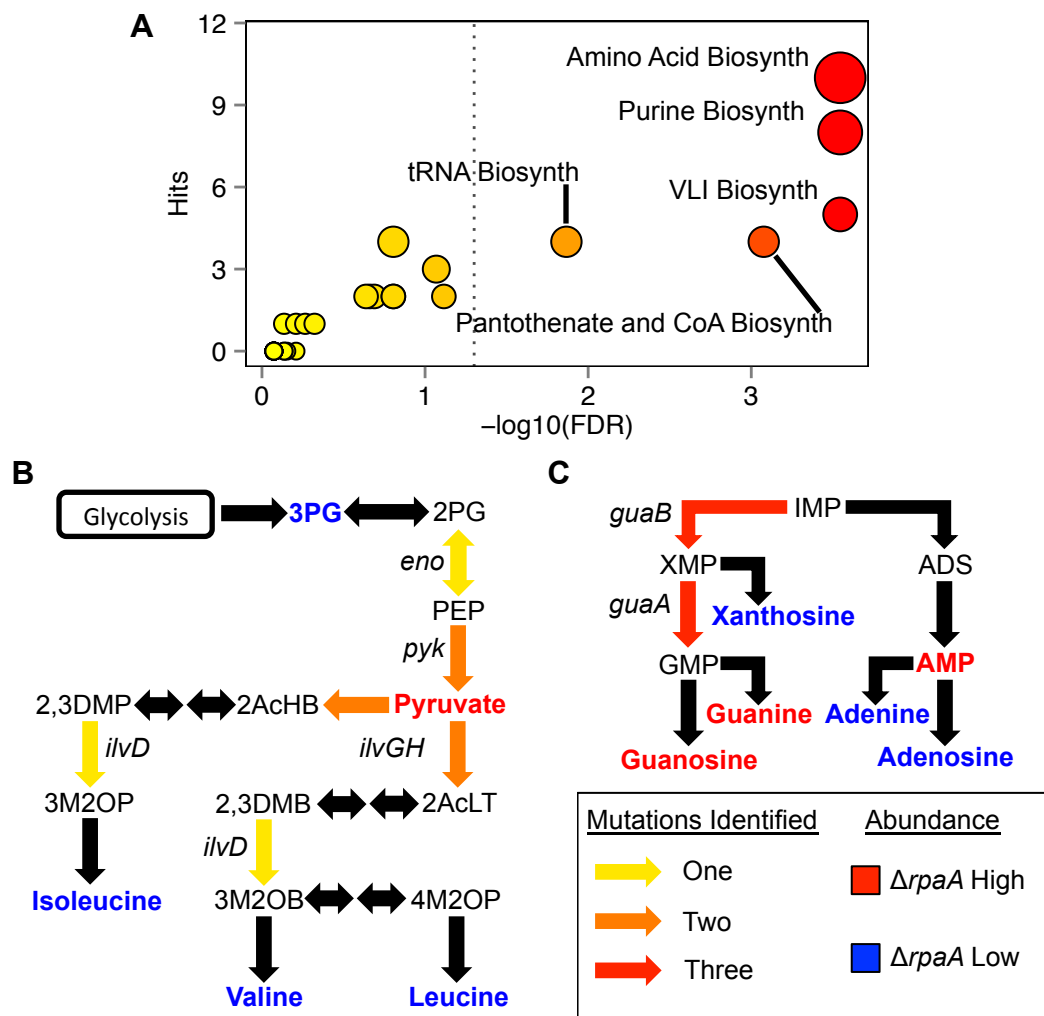 A
12
9
6
3
0
Hits
Amino Acid Biosynth
Purine Biosynth
tRNA Biosynth
VLI Biosynth
Pantothenate and CoA Biosynth
0 1 2 3
−log10(FDR)
B
Glycolysis
3PG
2PG
eno
PEP
pyk
2,3DMP
2AcHB
Pyruvate
ilvD
ilvGH
3M2OP
2,3DMB
2AcLT
ilvD
Isoleucine
3M2OB
4M2OP
Valine
Leucine
C
guaB
IMP
XMP
ADS
guaA
Xanthosine
GMP
AMP
Guanine
Adenine
Guanosine
Adenosine
Mutations Identified
One
Two
Three
Abundance
ΔrpaA High
ΔrpaA Low